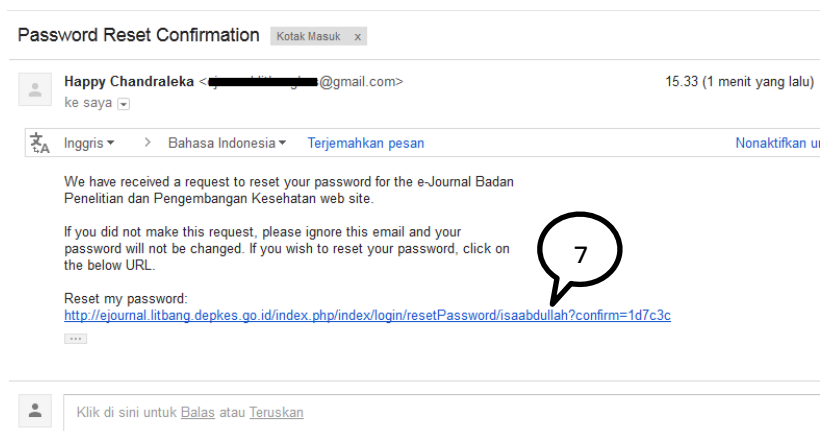 Password Reset Confirmation Kotak Masuk x
Happy Chandraleka < @gmail.com> 15.33 (1 menit yang lalu)
ke saya
Inggris > Bahasa Indonesia Terjemahkan pesan Nonaktifkan
We have received a request to reset your password for the e-Journal Badan
Penelitian dan Pengembangan Kesehatan web site.
If you did not make this request, please ignore this email and your
password will not be changed. If you wish to reset your password, click on
the below URL.
7
Reset my password:
http://ejournal.litbang.depkes.go.id/index.php/index/login/resetPassword/isaabdullah?confirm=1d7c3c
Klik di sini untuk Balas atau Teruskan